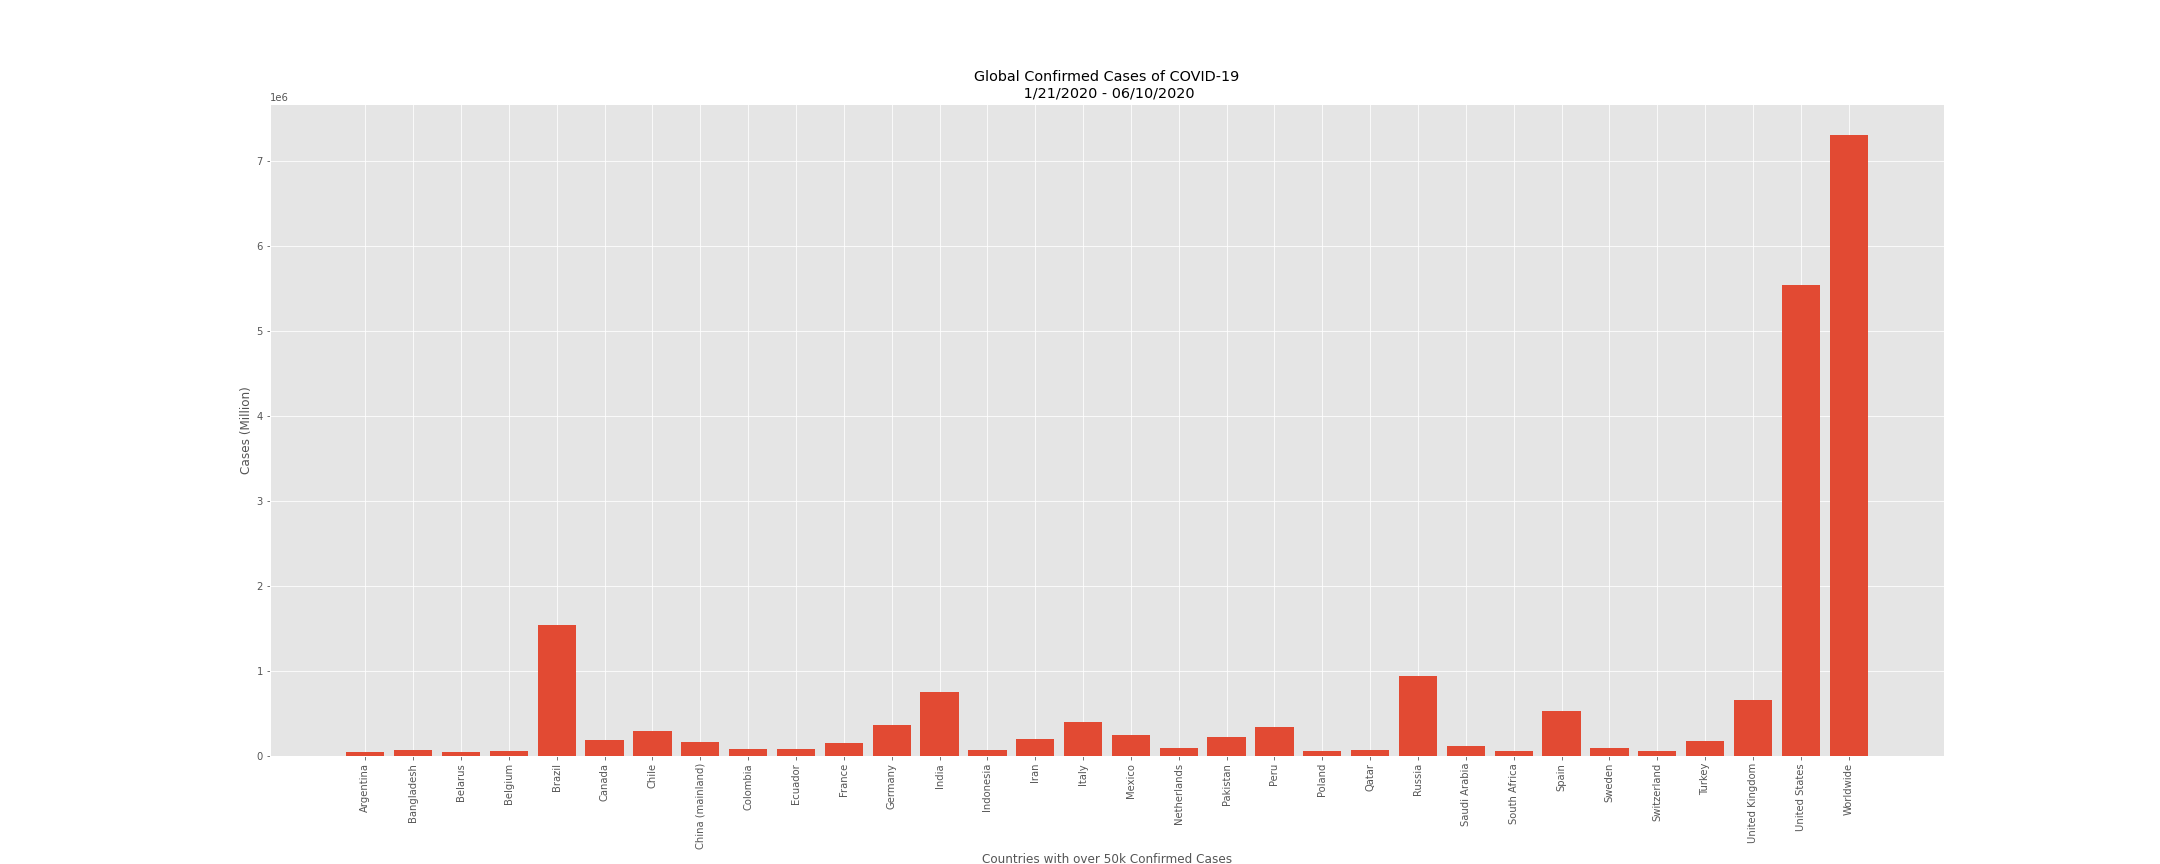 Global Confirmed Cases of COVID-19
1/21/2020 - 06/10/2020
1e6
7
6
5
4
3
2
1
0
Cases (Million)
Argentina
Bangladesh
Belarus
Belgium
Brazil
Canada
Chile
China (mainland)
Colombia
Ecuador
France
Germany
India
Indonesia
Iran
Italy
Mexico
Netherlands
Pakistan
Peru
Poland
Qatar
Russia
Saudi Arabia
South Africa
Spain
Sweden
Switzerland
Turkey
United Kingdom
United States
Worldwide
Countries with over 50k Confirmed Cases